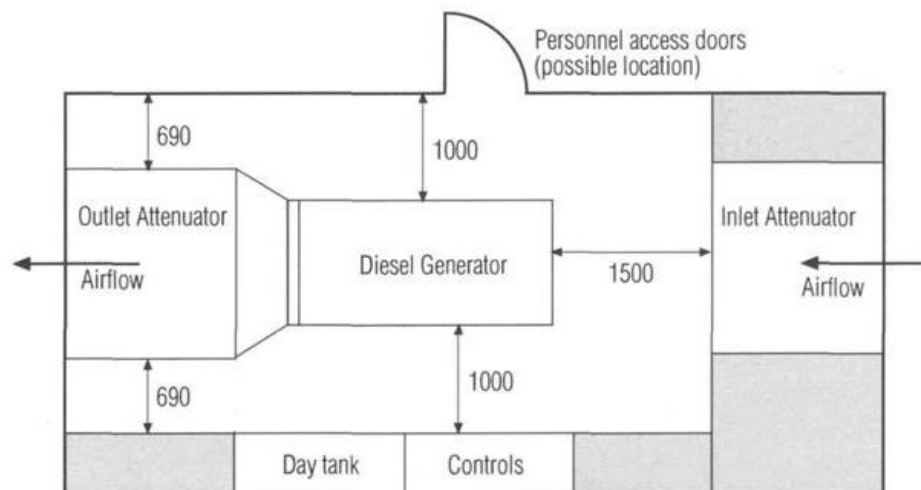 Personnel access doors
(possible location)
690
1000
Outlet Attenuator
Inlet Attenuator
Diesel Generator
Airflow
1500
Airflow
690
1000
Day tank
Controls